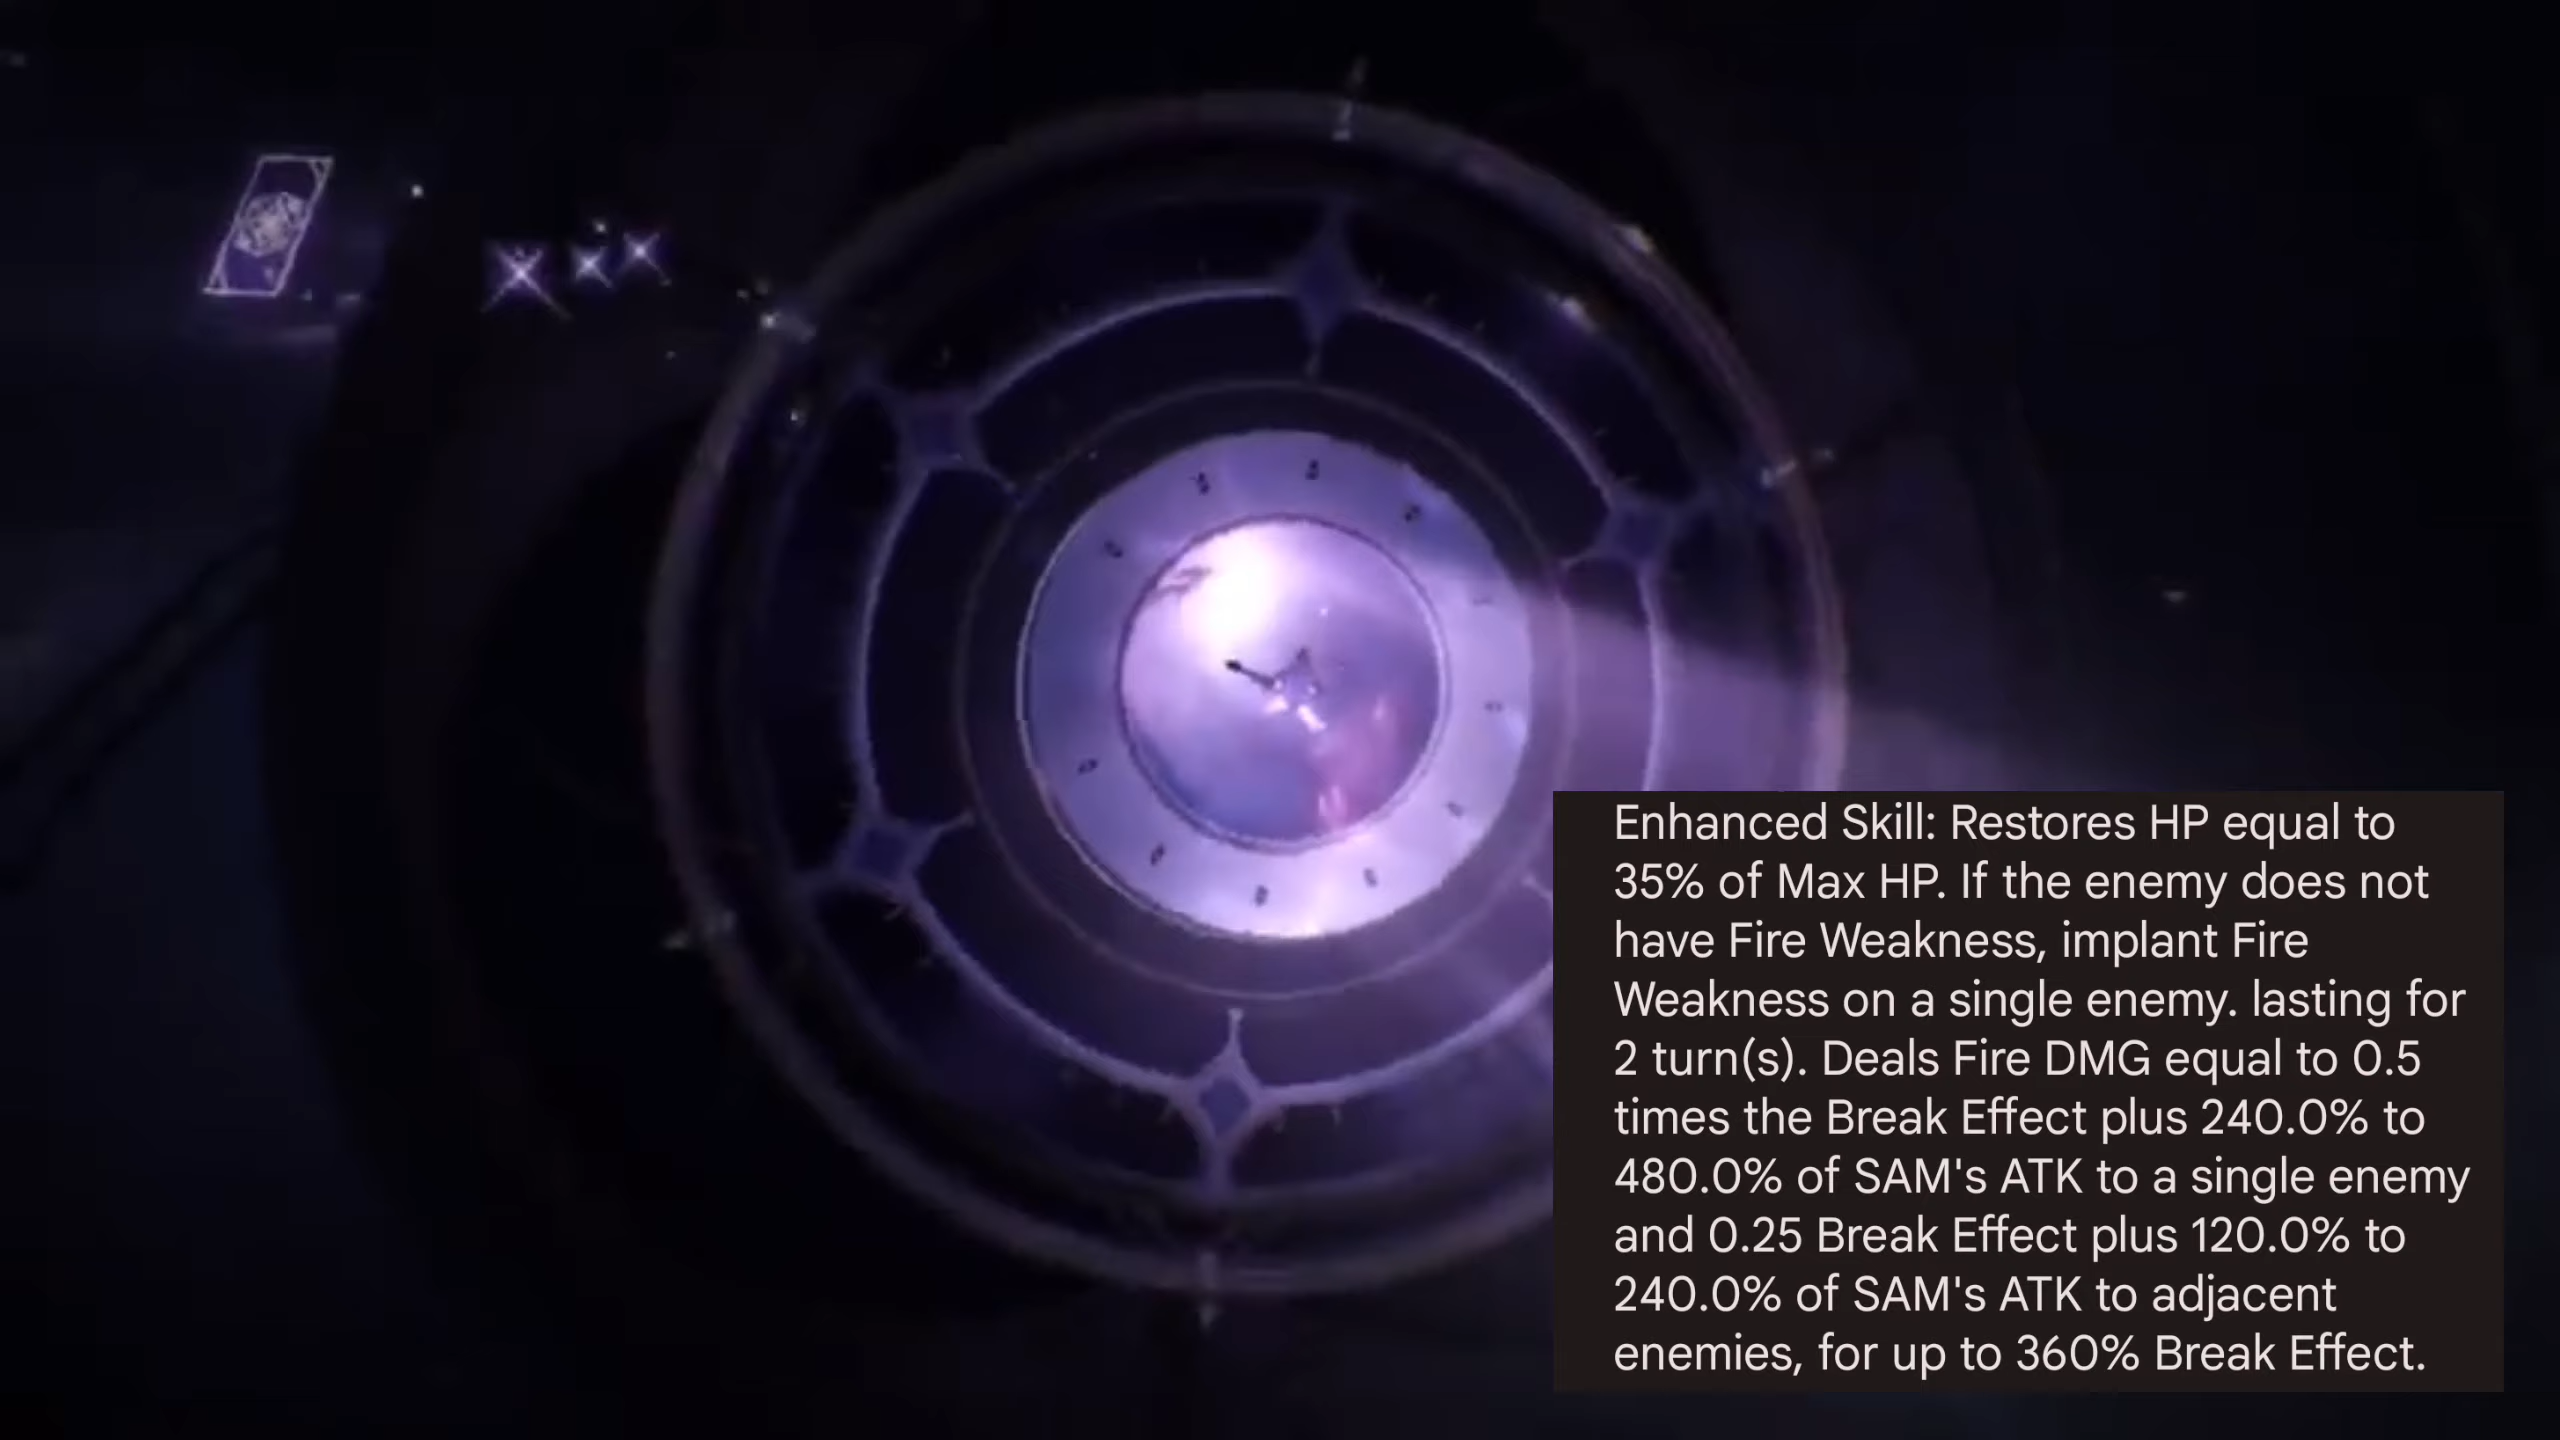 Enhanced Skill: Restores HP equal to
35% of Max HP. If the enemy does not
have Fire Weakness, implant Fire
Weakness on a single enemy. lasting for
2 turn(s). Deals Fire DMG equal to 0.5
times the Break Effect plus 240.0% to
480.0% of SAM's ATK to a single enemy
and 0.25 Break Effect plus 120.0% to
240.0% of SAM's ATK to adjacent
enemies, for up to 360% Break Effect.